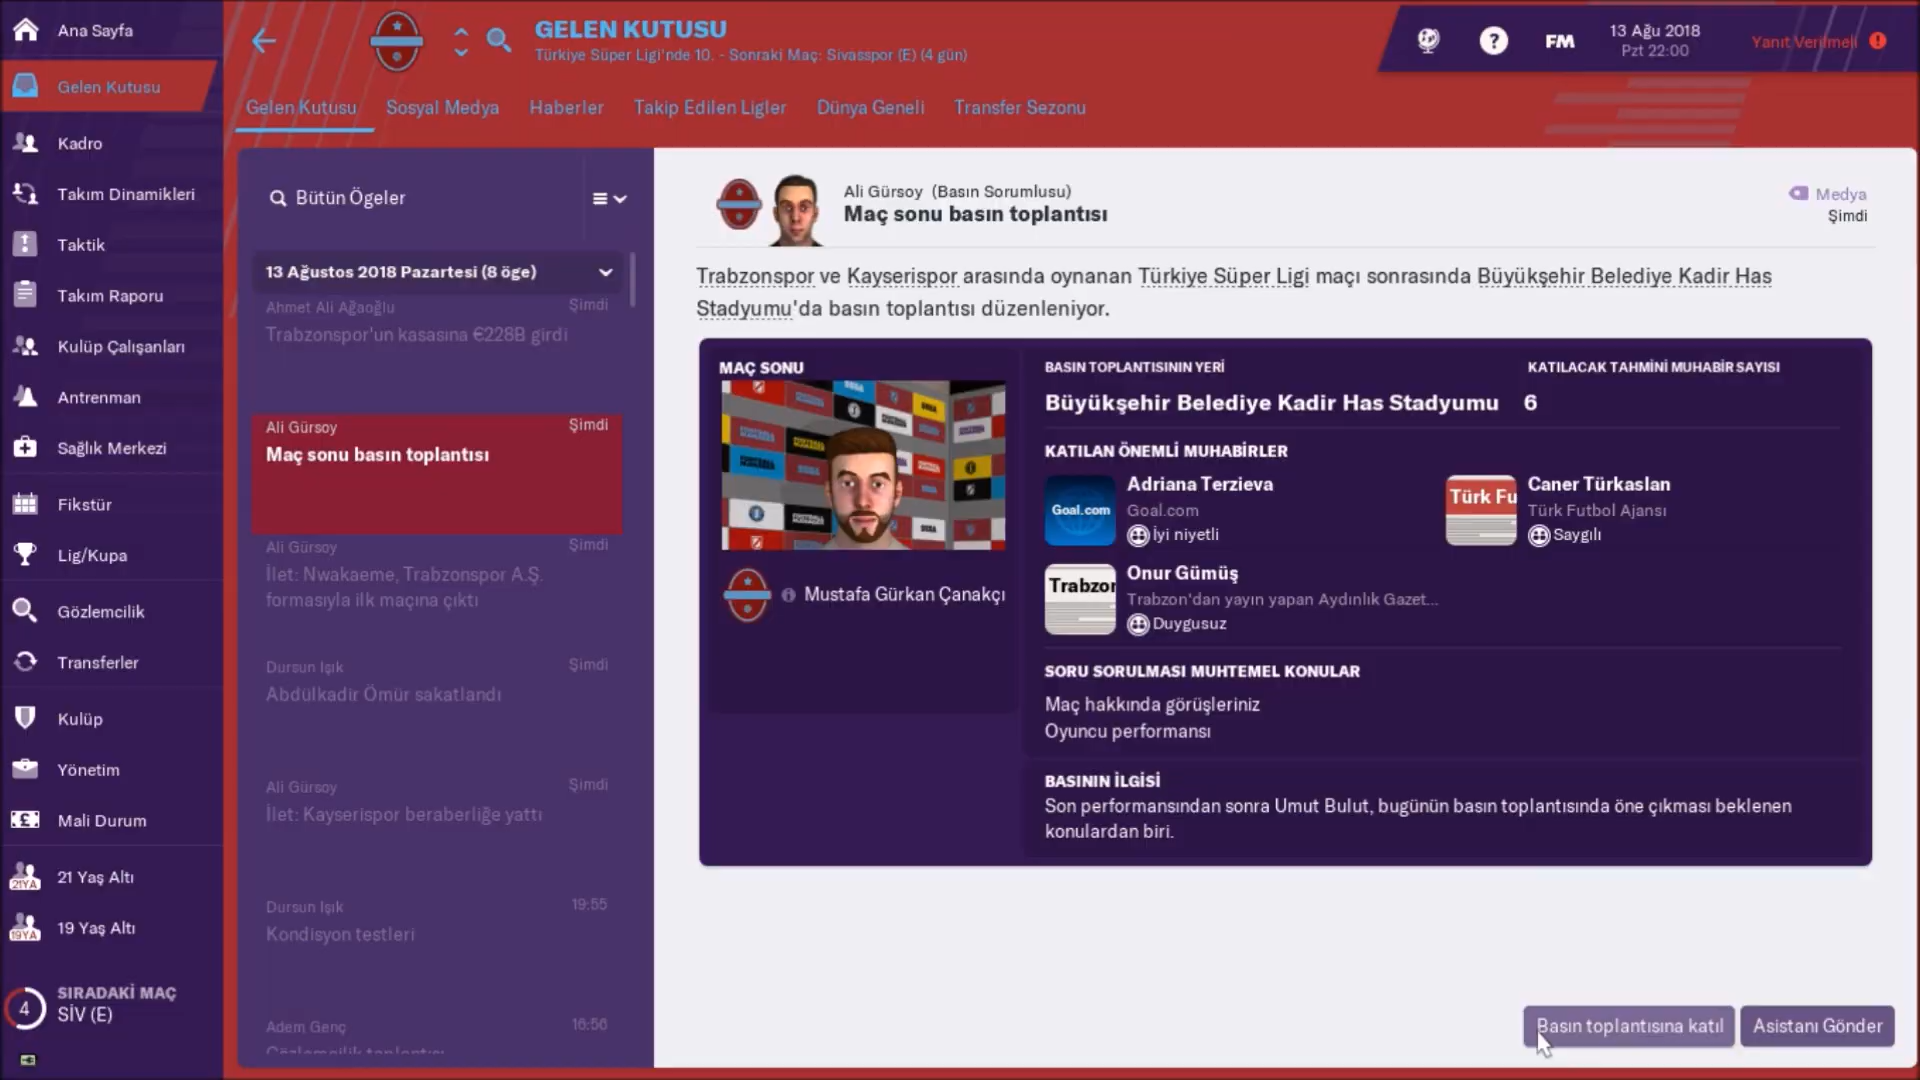 Ana Sayfa
Gelen Kutusu
Kadro
Takım Dinamikleri
Taktik
Takım Raporu
Kulüp Çalışanları
Antrenman
Sağlık Merkezi
Fikstür
Lig/Kupa
Gözlemcilik
Transferler
Kulüp
Yönetim
Mali Durum
21YA
21 Yaş Altı
19YA
19 Yaş Altı
4
SIRADAKİ MAÇ
SİV (E)
GELEN KUTUSU
Türkiye Süper Ligi'nde 10. - Sonraki Maç: Sivasspor (E) (4 gün)
FM
13 Ağu 2018
Pzt 22:00
Yanıt Verilmeli
Gelen Kutusu Sosyal Medya Haberler Takip Edilen Ligler Dünya Geneli Transfer Sezonu
Bütün Ögeler
13 Ağustos 2018 Pazartesi (8 öge)
Ahmet Ali Ağaoğlu Şimdi
Trabzonspor'un kasasına €228B girdi
Ali Gürsoy Şimdi
Maç sonu basın toplantısı
Ali Gürsoy Şimdi
İlet: Nwakaeme, Trabzonspor A.Ş.
formasıyla ilk maçına çıktı
Dursun Işık Şimdi
Abdülkadir Ömür sakatlandı
Ali Gürsoy Şimdi
İlet: Kayserispor beraberliğe yattı
Dursun Işık 19:55
Kondisyon testleri
Adem Genç 16:56
Gözlemcilik toplantısı
Ali Gürsoy (Basın Sorumlusu)
Maç sonu basın toplantısı
Medya
Şimdi
Trabzonspor ve Kayserispor arasında oynanan Türkiye Süper Ligi maçı sonrasında Büyükşehir Belediye Kadir Has
Stadyumu'da basın toplantısı düzenleniyor.
MAÇ SONU
Mustafa Gürkan Çanakçı
BASIN TOPLANTISININ YERİ
Büyükşehir Belediye Kadir Has Stadyumu
KATILACAK TAHMİNİ MUHABİR SAYISI
6
KATILAN ÖNEMLİ MUHABİRLER
Goal.com
Adriana Terzieva
Goal.com
İyi niyetli
Türk Fu
Caner Türkaslan
Türk Futbol Ajansı
Saygılı
Trabzor
Onur Gümüş
Trabzon'dan yayın yapan Aydınlık Gazet...
Duygusuz
SORU SORULMASI MUHTEMEL KONULAR
Maç hakkında görüşleriniz
Oyuncu performansı
BASININ İLGİSİ
Son performansından sonra Umut Bulut, bugünün basın toplantısında öne çıkması beklenen
konulardan biri.
Basın toplantısına katıl
Asistanı Gönder